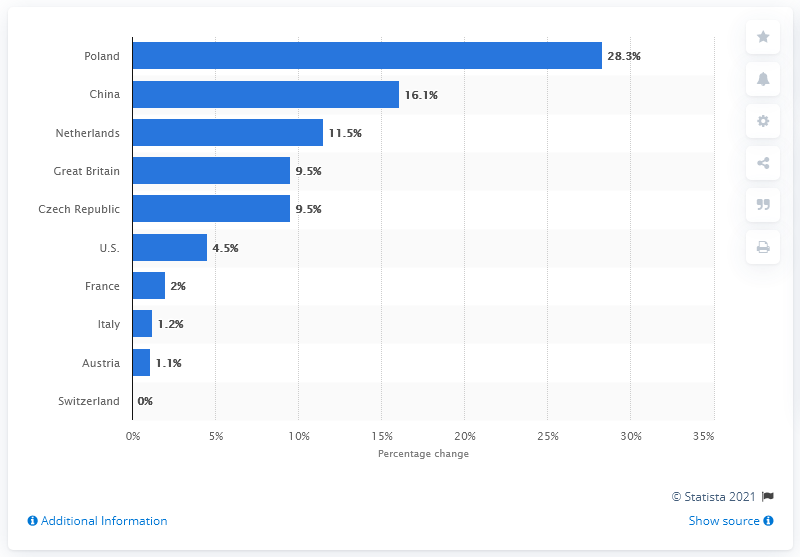 Poland 28.3%
China 16.1%
Netherlands 11.5%
Great Britain 9.5%
Czech Republic 9.5%
U.S. 4.5%
France 2%
Italy 1.2%
Austria 1.1%
Switzerland 0%
0% 5% 10% 15% 20% 25% 30% 35%
Percentage change
© Statista 2021
Additional Information Show source